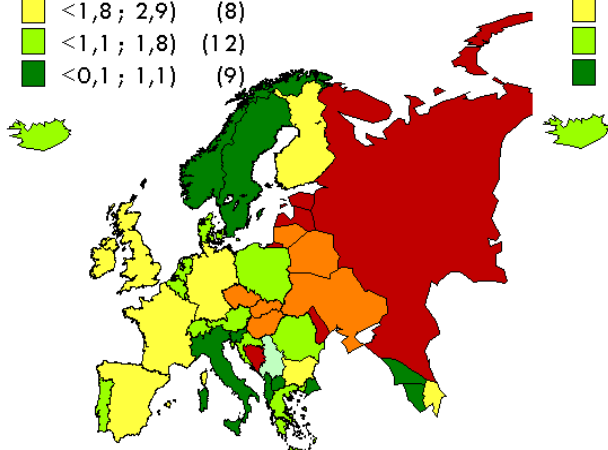 <1,8 ; 2,9) (8)
<1,1 ; 1,8) (12)
<0,1 ; 1,1) (9)